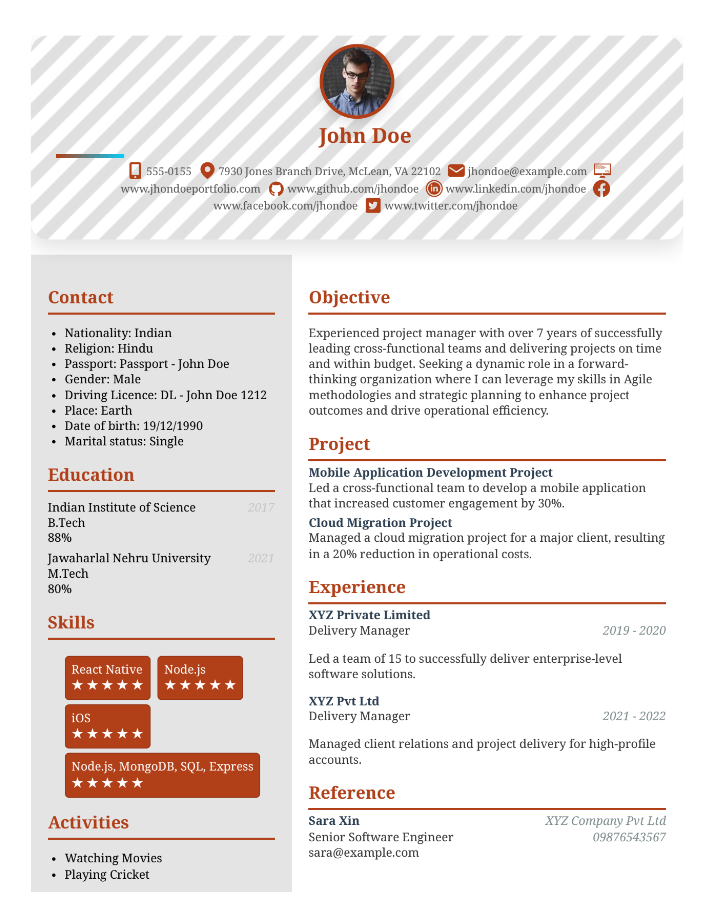 John Doe
555-0155 7930 Jones Branch Drive, McLean, VA 22102 jhondoe@example.com
www.jhondoeportfolio.com www.github.com/jhondoe www.linkedin.com/jhondoe
www.facebook.com/jhondoe www.twitter.com/jhondoe
Contact
• Nationality: Indian
• Religion: Hindu
• Passport: Passport - John Doe
• Gender: Male
• Driving Licence: DL - John Doe 1212
• Place: Earth
• Date of birth: 19/12/1990
• Marital status: Single
Education
Indian Institute of Science 2017
B.Tech
88%
Jawaharlal Nehru University 2021
M.Tech
80%
Skills
React Native Node.js
★★★★★ ★★★★★
iOS
★★★★★
Node.js, MongoDB, SQL, Express
★★★★★
Activities
• Watching Movies
• Playing Cricket
Objective
Experienced project manager with over 7 years of successfully
leading cross-functional teams and delivering projects on time
and within budget. Seeking a dynamic role in a forward-
thinking organization where I can leverage my skills in Agile
methodologies and strategic planning to enhance project
outcomes and drive operational efficiency.
Project
Mobile Application Development Project
Led a cross-functional team to develop a mobile application
that increased customer engagement by 30%.
Cloud Migration Project
Managed a cloud migration project for a major client, resulting
in a 20% reduction in operational costs.
Experience
XYZ Private Limited
Delivery Manager 2019 - 2020
Led a team of 15 to successfully deliver enterprise-level
software solutions.
XYZ Pvt Ltd
Delivery Manager 2021 - 2022
Managed client relations and project delivery for high-profile
accounts.
Reference
Sara Xin XYZ Company Pvt Ltd
Senior Software Engineer 09876543567
sara@example.com